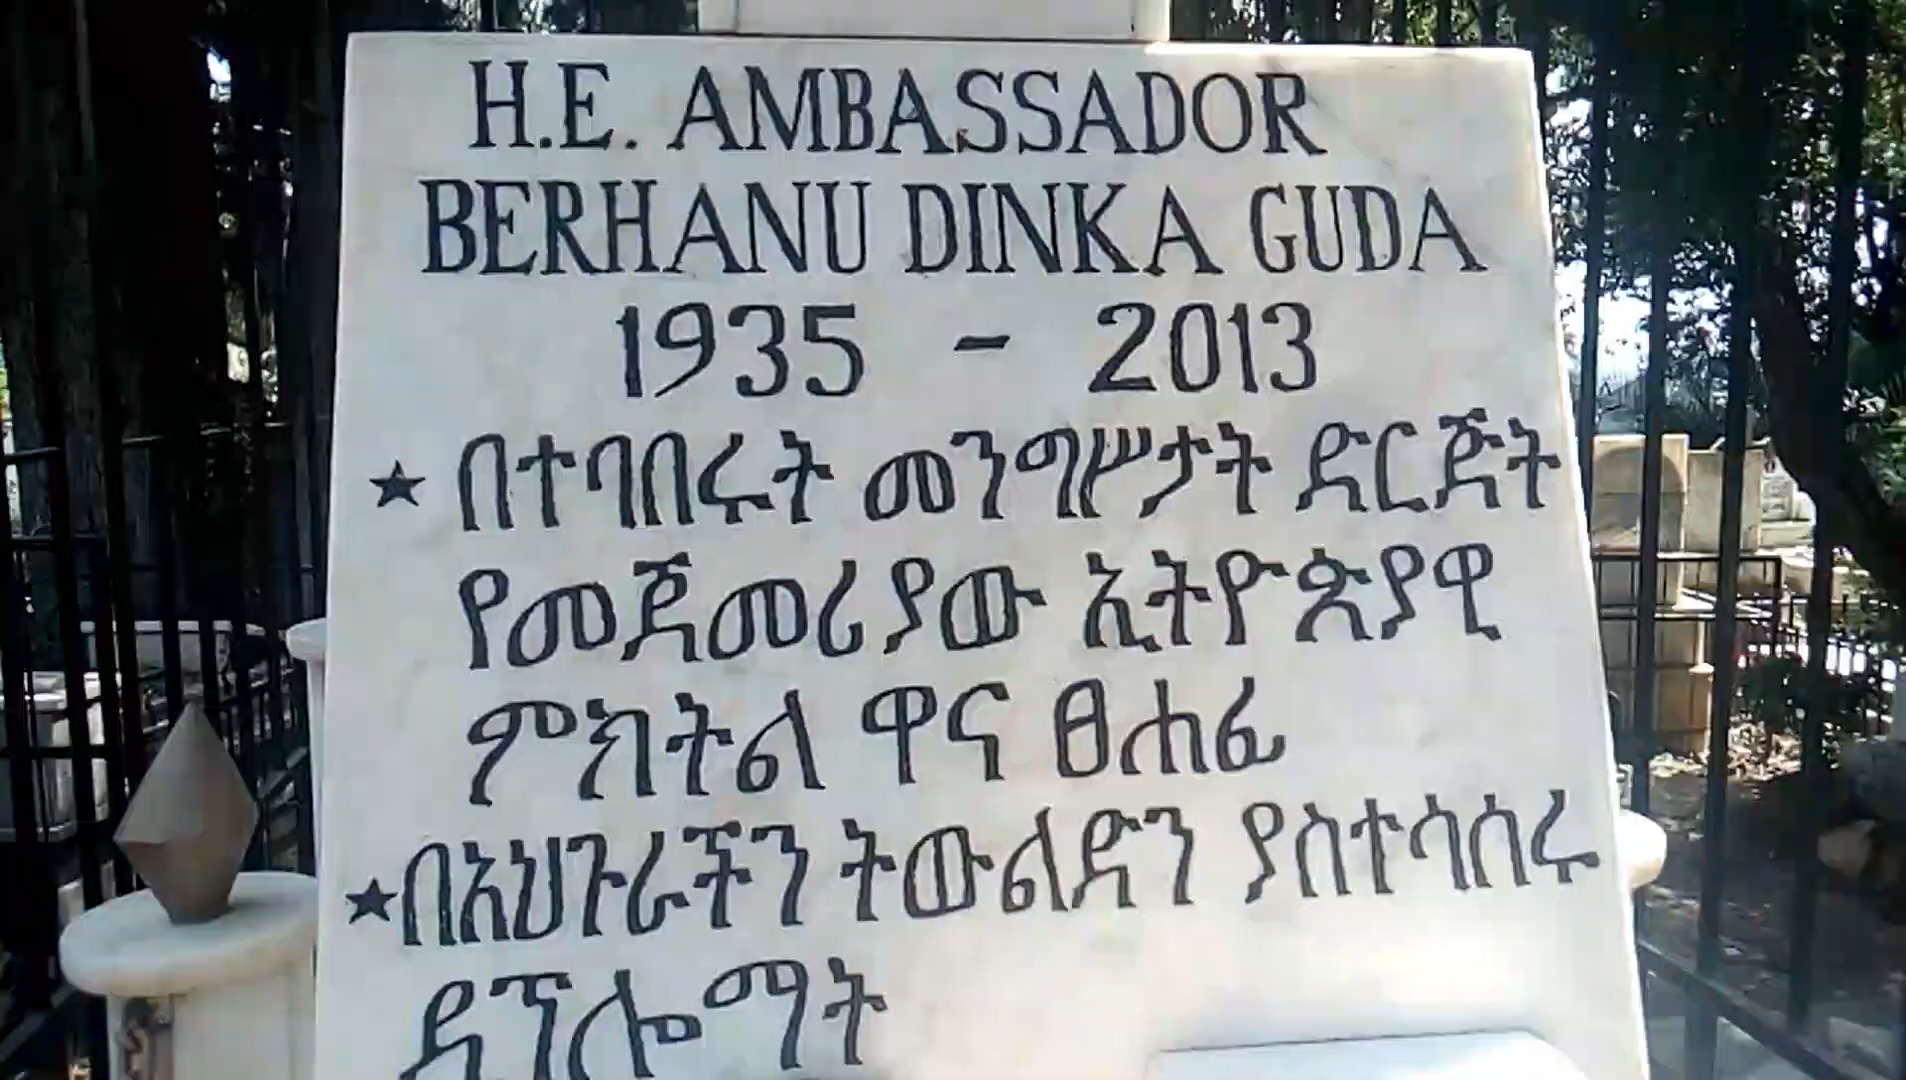 H.E. AMBASSADOR
BERHANU DINKA GUDA
1935 - 2013
★ በተባበሩት መንግሥታት ድርጅት
የመጀመሪያው ኢትዮጵያዊ
ምክትል ዋና ፀሐፊ
★ በአህጉራችን ትውልድን ያስተሳሰሩ
ዲፕሎማት